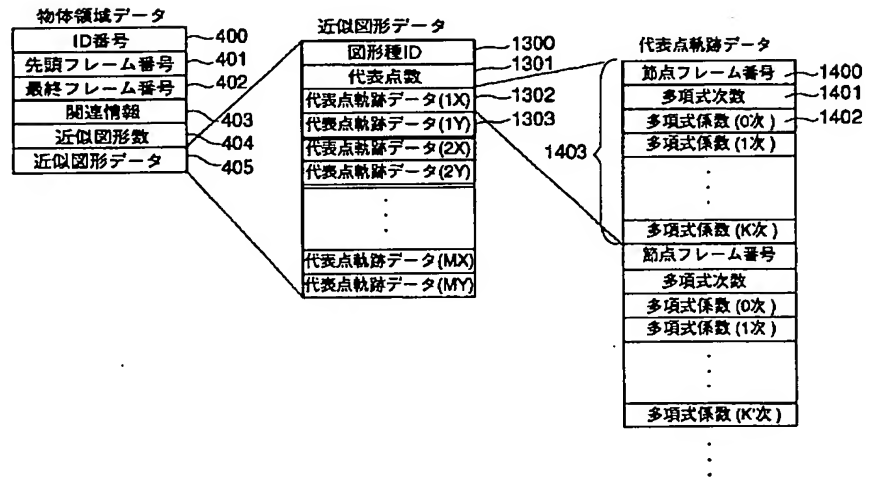 物体領域データ
ID番号 400
先頭フレーム番号 401
最終フレーム番号 402
関連情報 403
近似図形数 404
近似図形データ 405
近似図形データ
図形種ID 1300
代表点数 1301
代表点軌跡データ(1X) 1302
代表点軌跡データ(1Y) 1303
代表点軌跡データ(2X)
代表点軌跡データ(2Y)
代表点軌跡データ(MX)
代表点軌跡データ(MY)
代表点軌跡データ
節点フレーム番号 1400
多項式次数 1401
多項式係数(0次) 1402
多項式係数(1次)
1403
多項式係数(K次)
節点フレーム番号
多項式次数
多項式係数(0次)
多項式係数(1次)
多項式係数(K'次)